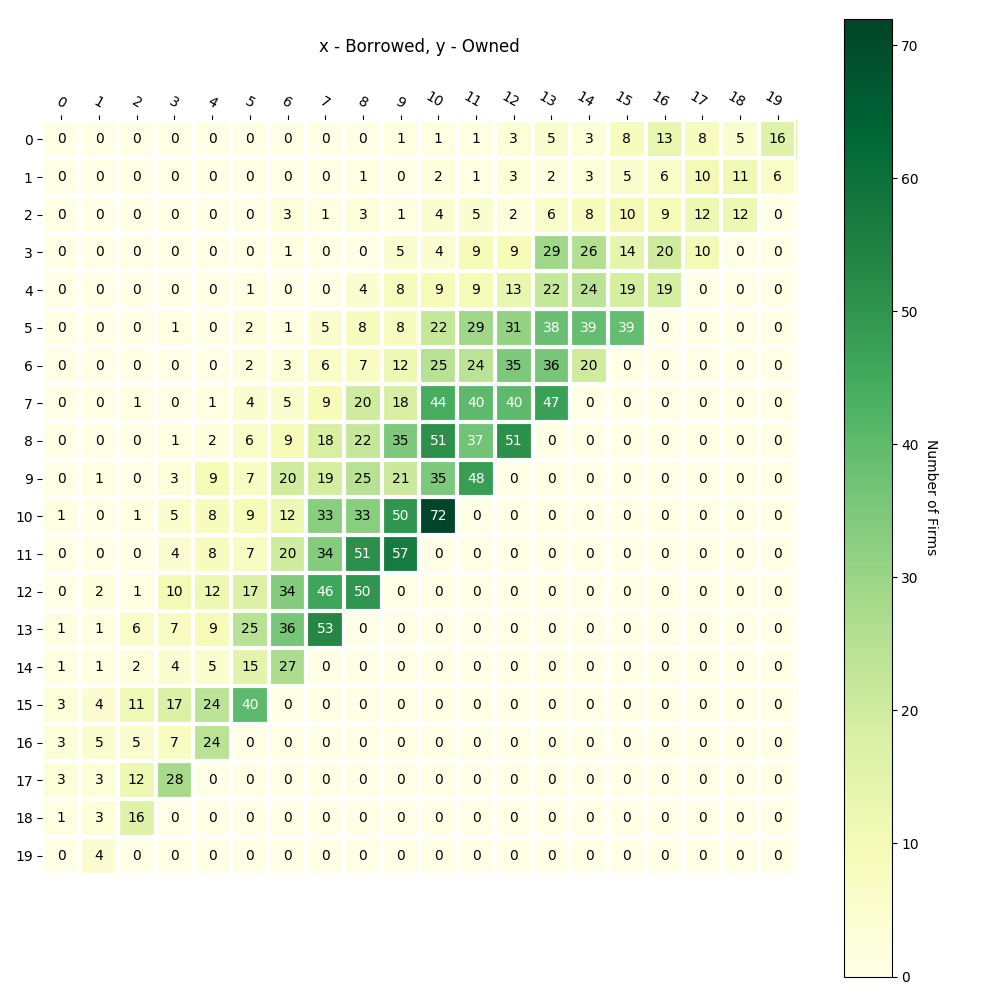 x - Borrowed, y - Owned
0 1 2 3 4 5 6 7 8 9 10 11 12 13 14 15 16 17 18 19
0 0 0 0 0 0 0 0 0 0 1 1 1 3 5 3 8 13 8 5 16
1 0 0 0 0 0 0 0 0 1 0 2 1 3 2 3 5 6 10 11 6
2 0 0 0 0 0 0 3 1 3 1 4 5 2 6 8 10 9 12 12 0
3 0 0 0 0 0 0 1 0 0 5 4 9 9 29 26 14 20 10 0 0
4 0 0 0 0 0 1 0 0 4 8 9 9 13 22 24 19 19 0 0 0
5 0 0 0 1 0 2 1 5 8 8 22 29 31 38 39 39 0 0 0 0
6 0 0 0 0 0 2 3 6 7 12 25 24 35 36 20 0 0 0 0 0
7 0 0 1 0 1 4 5 9 20 18 44 40 40 47 0 0 0 0 0 0
8 0 0 0 1 2 6 9 18 22 35 51 37 51 0 0 0 0 0 0 0
9 0 1 0 3 9 7 20 19 25 21 35 48 0 0 0 0 0 0 0 0
10 1 0 1 5 8 9 12 33 33 50 72 0 0 0 0 0 0 0 0 0
11 0 0 0 4 8 7 20 34 51 57 0 0 0 0 0 0 0 0 0 0
12 0 2 1 10 12 17 34 46 50 0 0 0 0 0 0 0 0 0 0 0
13 1 1 6 7 9 25 36 53 0 0 0 0 0 0 0 0 0 0 0 0
14 1 1 2 4 5 15 27 0 0 0 0 0 0 0 0 0 0 0 0 0
15 3 4 11 17 24 40 0 0 0 0 0 0 0 0 0 0 0 0 0 0
16 3 5 5 7 24 0 0 0 0 0 0 0 0 0 0 0 0 0 0 0
17 3 3 12 28 0 0 0 0 0 0 0 0 0 0 0 0 0 0 0 0
18 1 3 16 0 0 0 0 0 0 0 0 0 0 0 0 0 0 0 0 0
19 0 4 0 0 0 0 0 0 0 0 0 0 0 0 0 0 0 0 0 0
70
60
50
40
30
20
10
0
Number of Firms